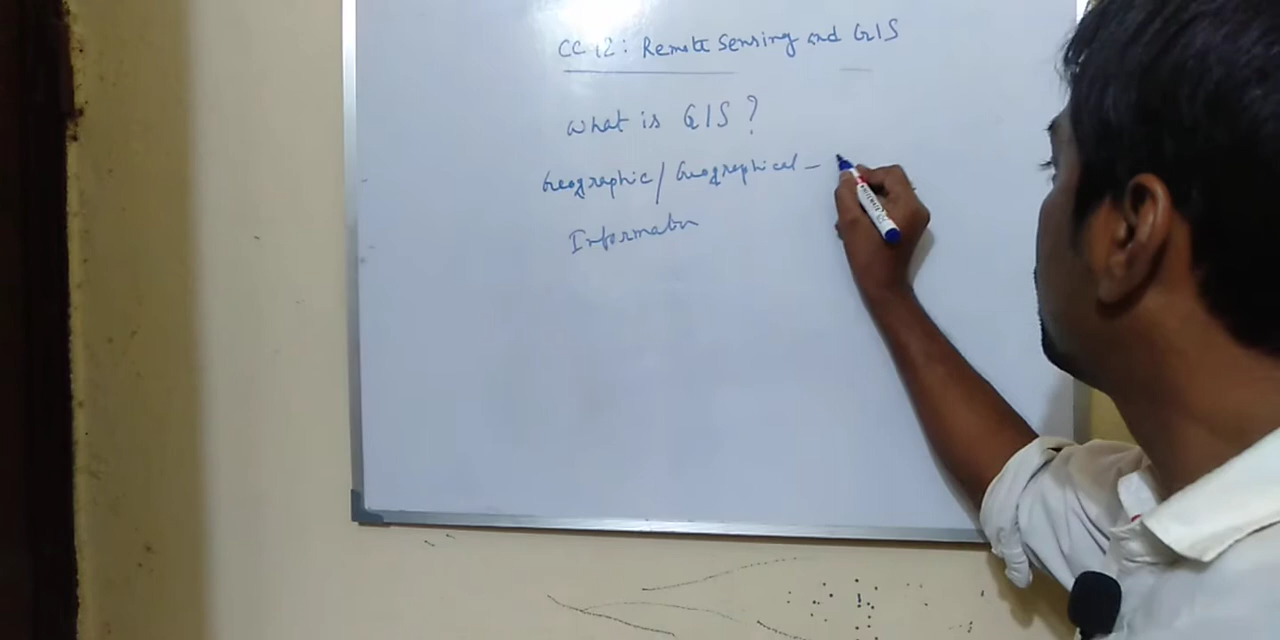 CC 12: Remote Sensing and GIS
What is GIS?
Geographic/Geographical –
Information